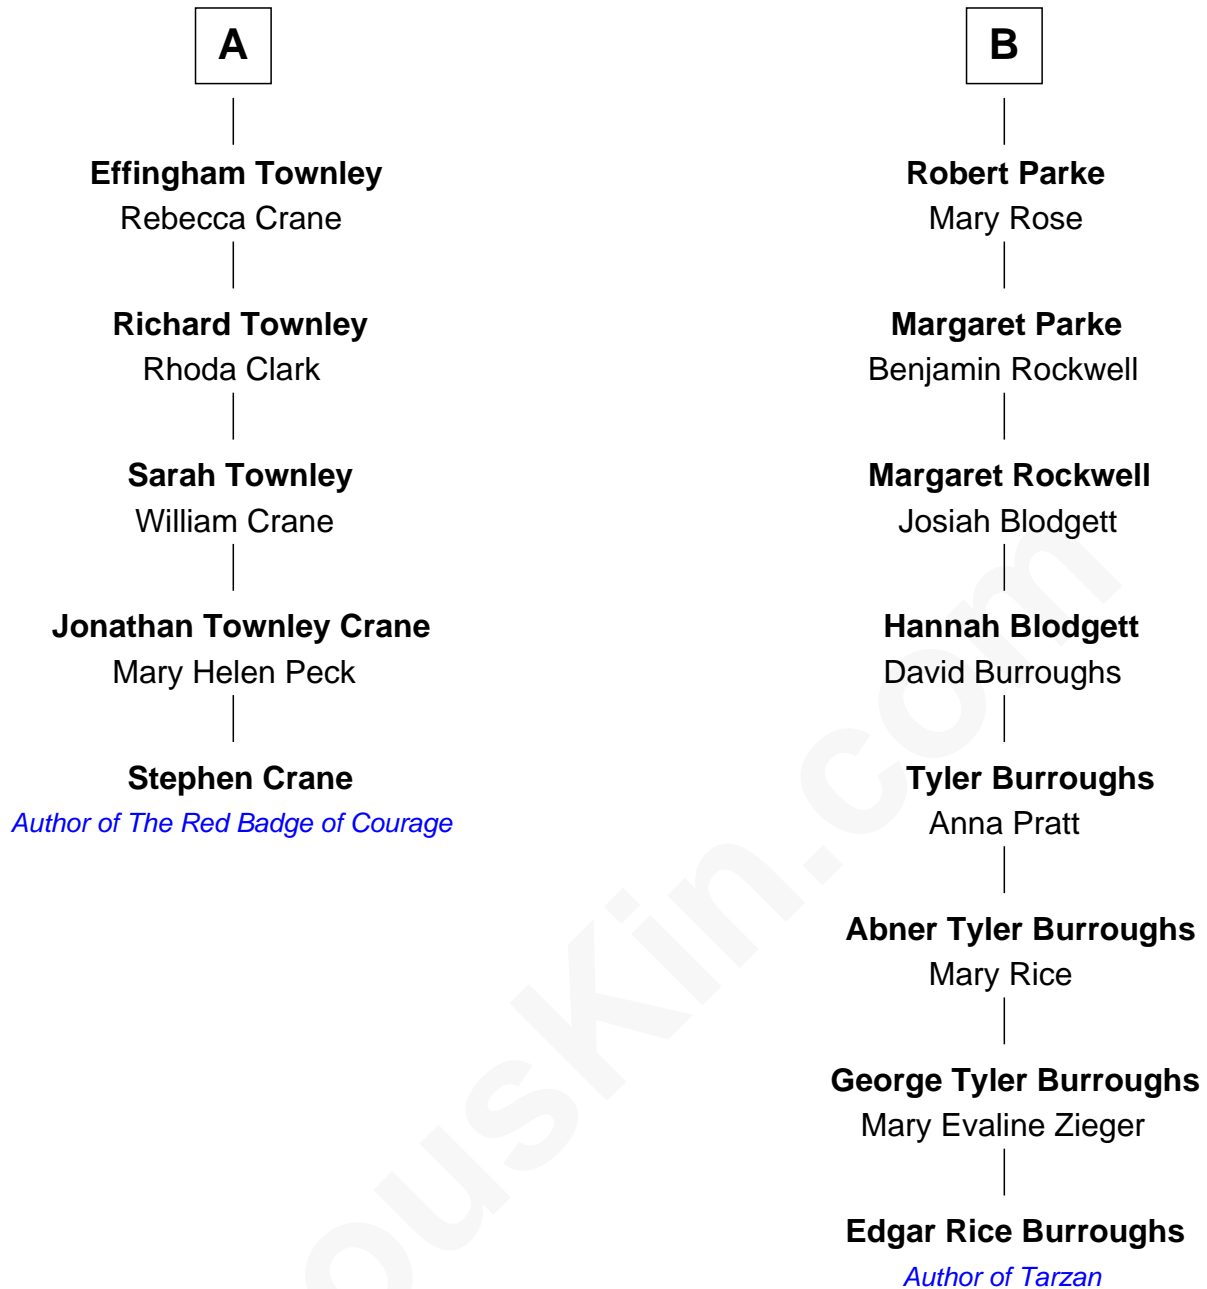 A
Effingham Townley
Rebecca Crane
Richard Townley
Rhoda Clark
Sarah Townley
William Crane
Jonathan Townley Crane
Mary Helen Peck
Stephen Crane
Author of The Red Badge of Courage
B
Robert Parke
Mary Rose
Margaret Parke
Benjamin Rockwell
Margaret Rockwell
Josiah Blodgett
Hannah Blodgett
David Burroughs
Tyler Burroughs
Anna Pratt
Abner Tyler Burroughs
Mary Rice
George Tyler Burroughs
Mary Evaline Zieger
Edgar Rice Burroughs
Author of Tarzan
ousKin.com